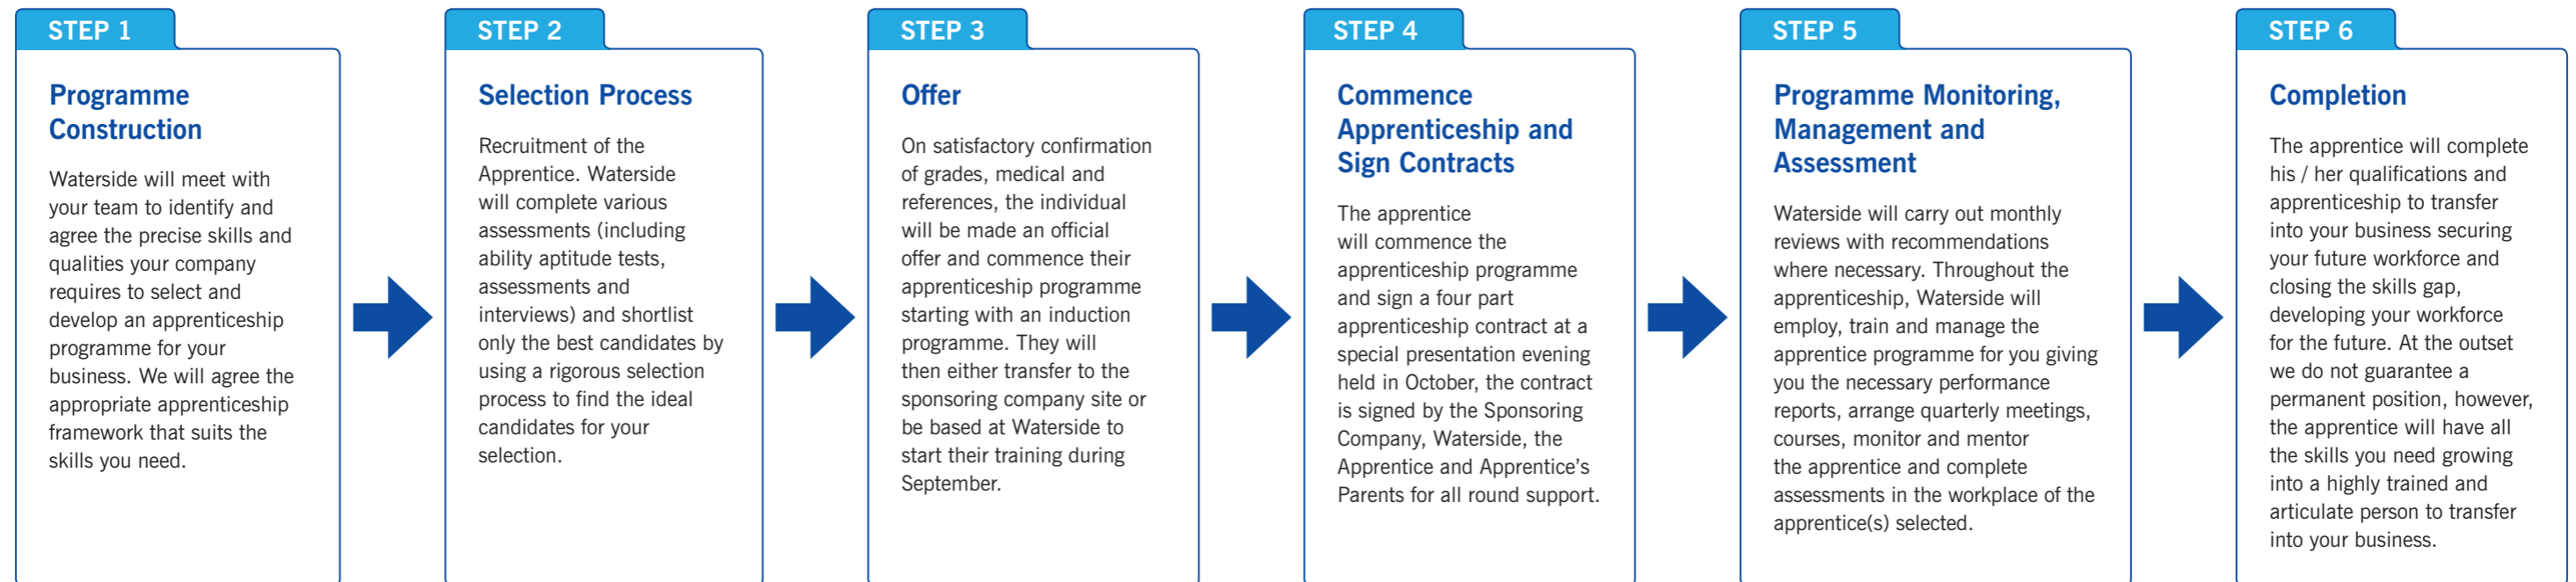 STEP 1
Programme
Construction
Waterside will meet with
your team to identify and
agree the precise skills and
qualities your company
requires to select and
develop an apprenticeship
programme for your
business. We will agree the
appropriate apprenticeship
framework that suits the
skills you need.
STEP 2
Selection Process
Recruitment of the
Apprentice. Waterside
will complete various
assessments (including
ability aptitude tests,
assessments and
interviews) and shortlist
only the best candidates by
using a rigorous selection
process to find the ideal
candidates for your
selection.
STEP 3
Offer
On satisfactory confirmation
of grades, medical and
references, the individual
will be made an official
offer and commence their
apprenticeship programme
starting with an induction
programme. They will
then either transfer to the
sponsoring company site or
be based at Waterside to
start their training during
September.
STEP 4
Commence
Apprenticeship and
Sign Contracts
The apprentice
will commence the
apprenticeship programme
and sign a four part
apprenticeship contract at a
special presentation evening
held in October, the contract
is signed by the Sponsoring
Company, Waterside, the
Apprentice and Apprentice's
Parents for all round support.
STEP 5
Programme Monitoring,
Management and
Assessment
Waterside will carry out monthly
reviews with recommendations
where necessary. Throughout the
apprenticeship, Waterside will
employ, train and manage the
apprentice programme for you giving
you the necessary performance
reports, arrange quarterly meetings,
courses, monitor and mentor
the apprentice and complete
assessments in the workplace of the
apprentice(s) selected.
STEP 6
Completion
The apprentice will complete
his / her qualifications and
apprenticeship to transfer
into your business securing
your future workforce and
closing the skills gap,
developing your workforce
for the future. At the outset
we do not guarantee a
permanent position, however,
the apprentice will have all
the skills you need growing
into a highly trained and
articulate person to transfer
into your business.